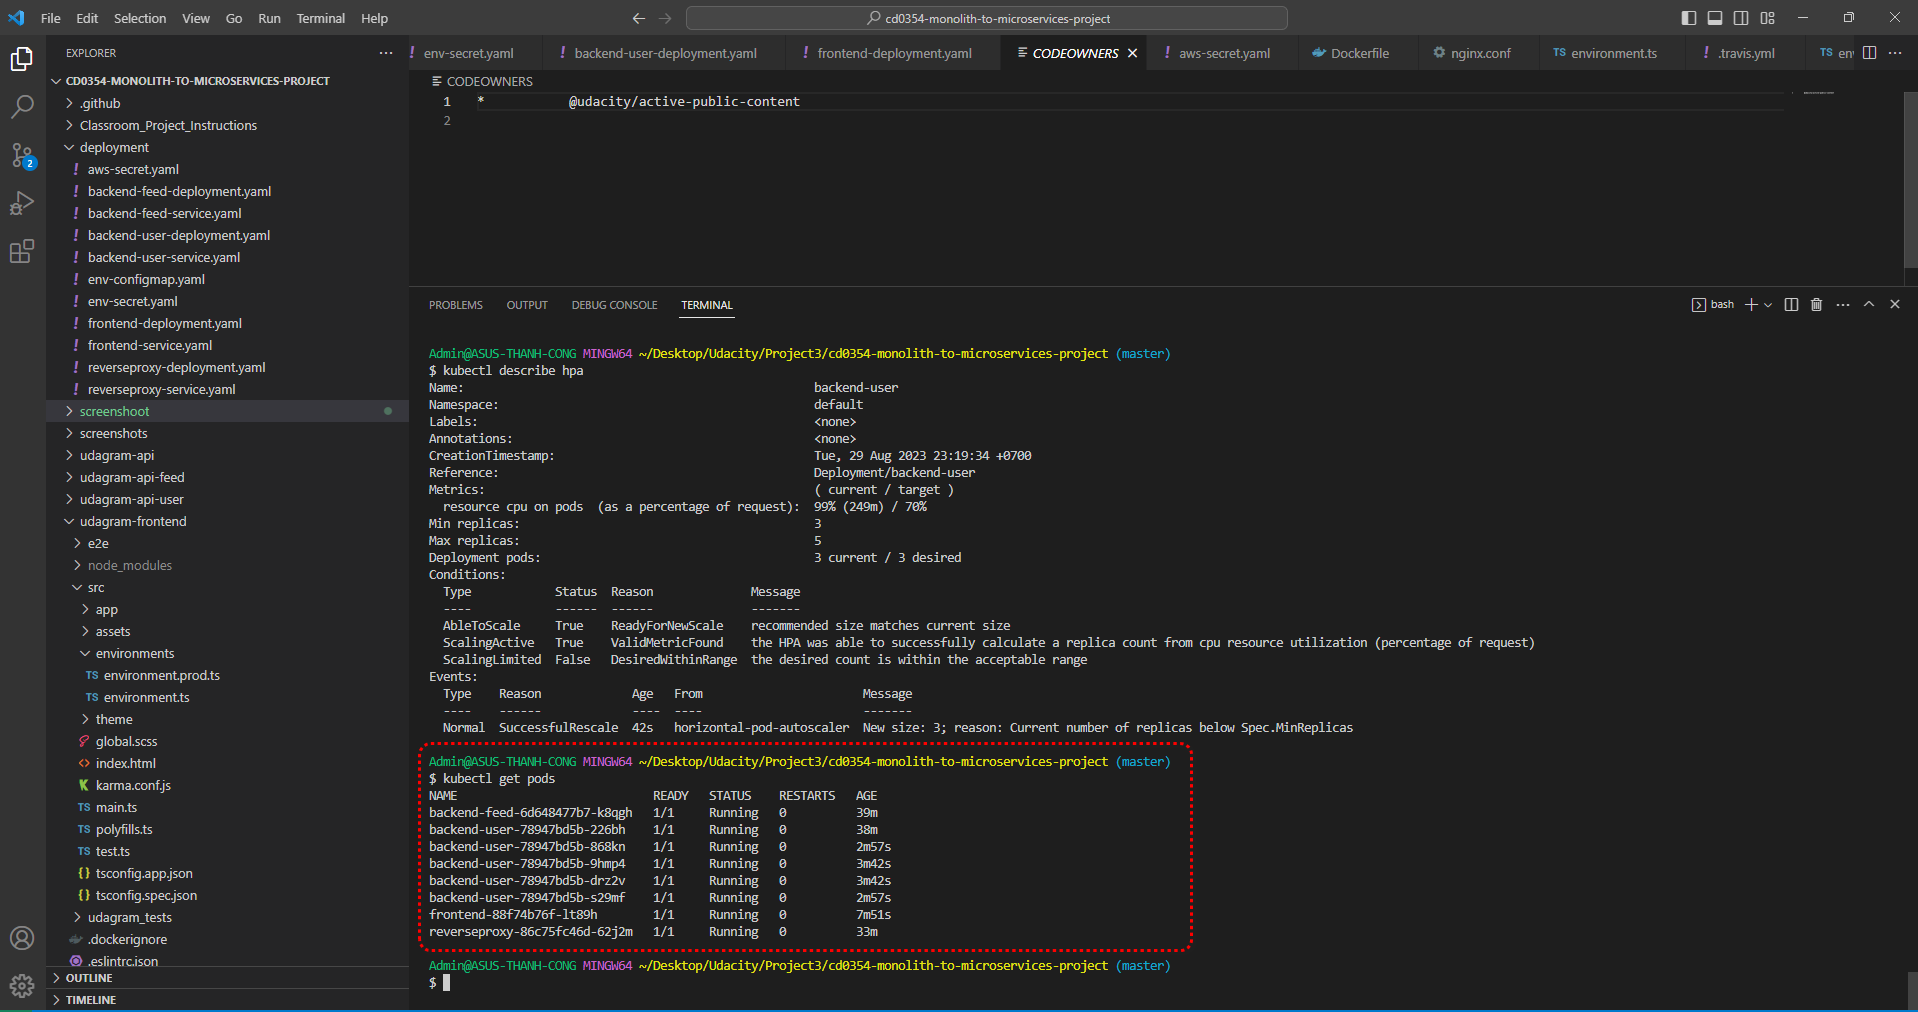 File Edit Selection View Go Run Terminal Help
cd0354-monolith-to-microservices-project
EXPLORER
CD0354-MONOLITH-TO-MICROSERVICES-PROJECT
.github
Classroom_Project_Instructions
deployment
! aws-secret.yaml
! backend-feed-deployment.yaml
! backend-feed-service.yaml
! backend-user-deployment.yaml
! backend-user-service.yaml
! env-configmap.yaml
! env-secret.yaml
! frontend-deployment.yaml
! frontend-service.yaml
! reverseproxy-deployment.yaml
! reverseproxy-service.yaml
screenshoot
screenshots
udagram-api
udagram-api-feed
udagram-api-user
udagram-frontend
e2e
node_modules
src
app
assets
environments
TS environment.prod.ts
TS environment.ts
theme
global.scss
index.html
karma.conf.js
TS main.ts
TS polyfills.ts
TS test.ts
{} tsconfig.app.json
{} tsconfig.spec.json
udagram_tests
.dockerignore
.eslintrc.json
OUTLINE
TIMELINE
2
! env-secret.yaml ! backend-user-deployment.yaml ! frontend-deployment.yaml CODEOWNERS ! aws-secret.yaml Dockerfile nginx.conf TS environment.ts ! .travis.yml TS en
CODEOWNERS
1 * @udacity/active-public-content
2
PROBLEMS OUTPUT DEBUG CONSOLE TERMINAL
bash
Admin@ASUS-THANH-CONG MINGW64 ~/Desktop/Udacity/Project3/cd0354-monolith-to-microservices-project (master)
$ kubectl describe hpa
Name: backend-user
Namespace: default
Labels: <none>
Annotations: <none>
CreationTimestamp: Tue, 29 Aug 2023 23:19:34 +0700
Reference: Deployment/backend-user
Metrics: ( current / target )
resource cpu on pods (as a percentage of request): 99% (249m) / 70%
Min replicas: 3
Max replicas: 5
Deployment pods: 3 current / 3 desired
Conditions:
Type Status Reason Message
---- ------ ------ -------
AbleToScale True ReadyForNewScale recommended size matches current size
ScalingActive True ValidMetricFound the HPA was able to successfully calculate a replica count from cpu resource utilization (percentage of request)
ScalingLimited False DesiredWithinRange the desired count is within the acceptable range
Events:
Type Reason Age From Message
---- ------ ---- ---- -------
Normal SuccessfulRescale 42s horizontal-pod-autoscaler New size: 3; reason: Current number of replicas below Spec.MinReplicas
Admin@ASUS-THANH-CONG MINGW64 ~/Desktop/Udacity/Project3/cd0354-monolith-to-microservices-project (master)
$ kubectl get pods
NAME READY STATUS RESTARTS AGE
backend-feed-6d648477b7-k8qgh 1/1 Running 0 39m
backend-user-78947bd5b-226bh 1/1 Running 0 38m
backend-user-78947bd5b-868kn 1/1 Running 0 2m57s
backend-user-78947bd5b-9hmp4 1/1 Running 0 3m42s
backend-user-78947bd5b-drz2v 1/1 Running 0 3m42s
backend-user-78947bd5b-s29mf 1/1 Running 0 2m57s
frontend-88f74b76f-lt89h 1/1 Running 0 7m51s
reverseproxy-86c75fc46d-62j2m 1/1 Running 0 33m
Admin@ASUS-THANH-CONG MINGW64 ~/Desktop/Udacity/Project3/cd0354-monolith-to-microservices-project (master)
$